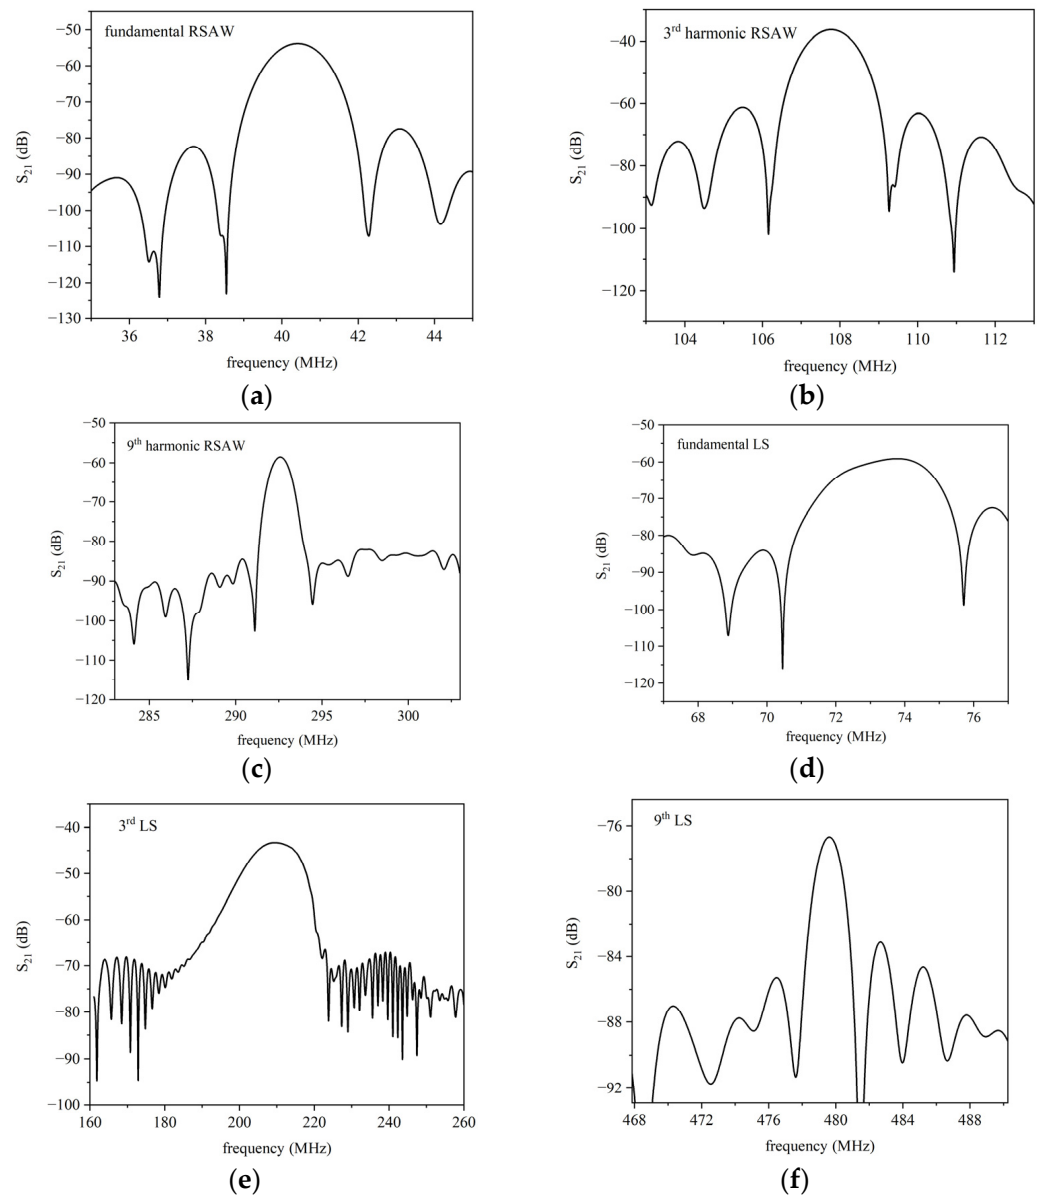 fundamental RSAW
−50
−60
−70
−80
−90
−100
−110
−120
−130
S21 (dB)
36 38 40 42 44
frequency (MHz)
(a)
3rd harmonic RSAW
−40
−60
−80
−100
−120
S21 (dB)
104 106 108 110 112
frequency (MHz)
(b)
9th harmonic RSAW
−50
−60
−70
−80
−90
−100
−110
−120
S21 (dB)
285 290 295 300
frequency (MHz)
(c)
fundamental LS
−50
−60
−70
−80
−90
−100
−110
−120
S21 (dB)
68 70 72 74 76
frequency (MHz)
(d)
3rd LS
−40
−50
−60
−70
−80
−90
−100
S21 (dB)
160 180 200 220 240 260
frequency (MHz)
(e)
9th LS
−76
−80
−84
−88
−92
S21 (dB)
468 472 476 480 484 488
frequency (MHz)
(f)